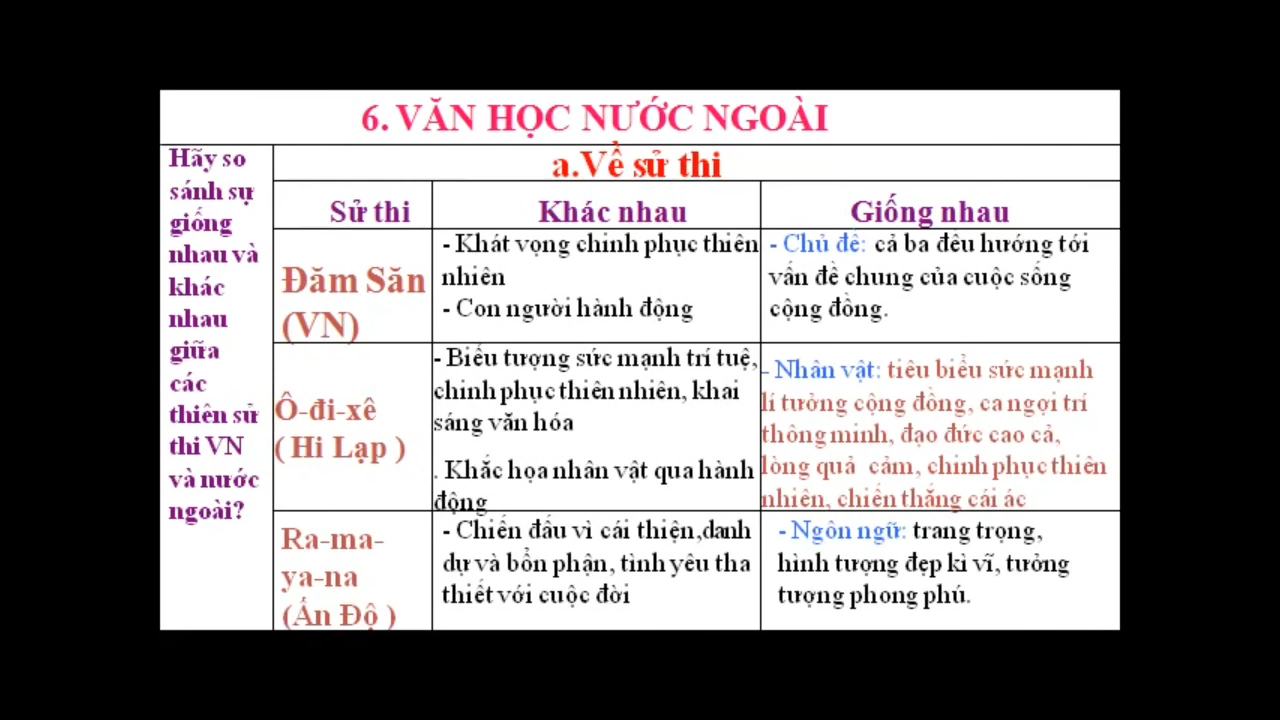 6. VĂN HỌC NƯỚC NGOÀI
Hãy so
sánh sự
giống
nhau và
khác
nhau
giữa
các
thiên sử
thi VN
và nước
ngoài?
a.Về sử thi
Sử thi
Khác nhau
Giống nhau
Đăm Săn
(VN)
- Khát vọng chinh phục thiên
nhiên
- Con người hành động
- Chủ đề: cả ba đều hướng tới
vấn đề chung của cuộc sống
cộng đồng.
Ô-đi-xê
( Hi Lạp )
- Biểu tượng sức mạnh trí tuệ,
chinh phục thiên nhiên, khai
sáng văn hóa
. Khắc họa nhân vật qua hành
động
- Nhân vật: tiêu biểu sức mạnh
lí tưởng cộng đồng, ca ngợi trí
thông minh, đạo đức cao cả,
lòng quả cảm, chinh phục thiên
nhiên, chiến thắng cái ác
Ra-ma-
ya-na
(Ấn Độ )
- Chiến đấu vì cái thiện,danh
dự và bổn phận, tình yêu tha
thiết với cuộc đời
- Ngôn ngữ: trang trọng,
hình tượng đẹp kì vĩ, tưởng
tượng phong phú.